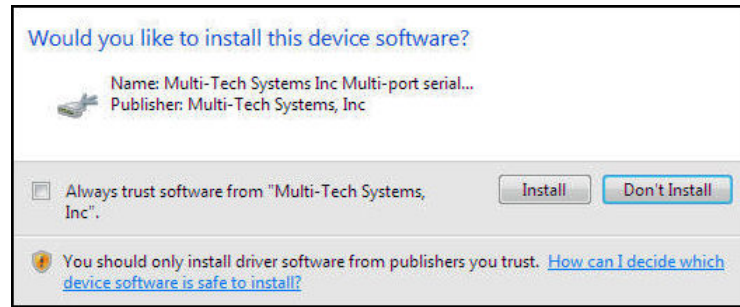 Would you like to install this device software?
Name: Multi-Tech Systems Inc Multi-port serial...
Publisher: Multi-Tech Systems, Inc
Always trust software from "Multi-Tech Systems,
Inc".
Install
Don't Install
You should only install driver software from publishers you trust. How can I decide which
device software is safe to install?